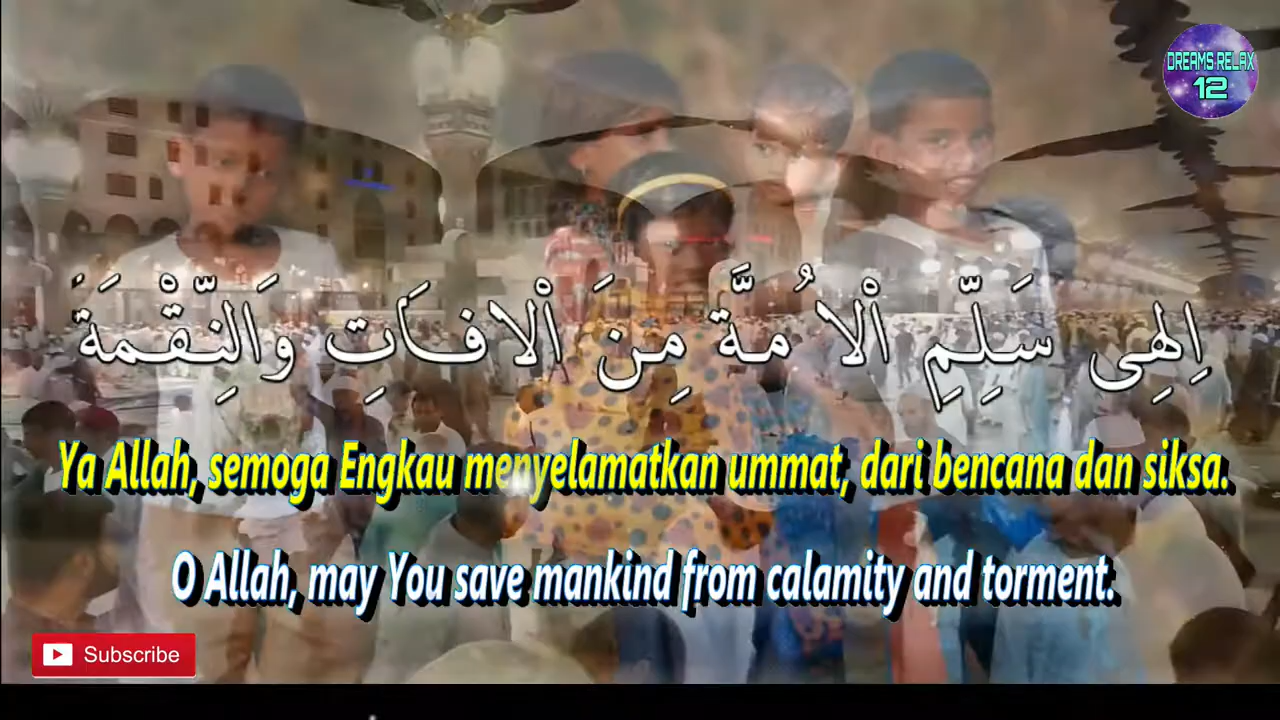 DREAMS RELAX
12
اِلٰهِى سَلِّمِ الْاُمَّة مِنَ الْافَاتِ وَالنِّقْمَةَ
Ya Allah, semoga Engkau menyelamatkan ummat, dari bencana dan siksa.
O Allah, may You save mankind from calamity and torment.
Subscribe